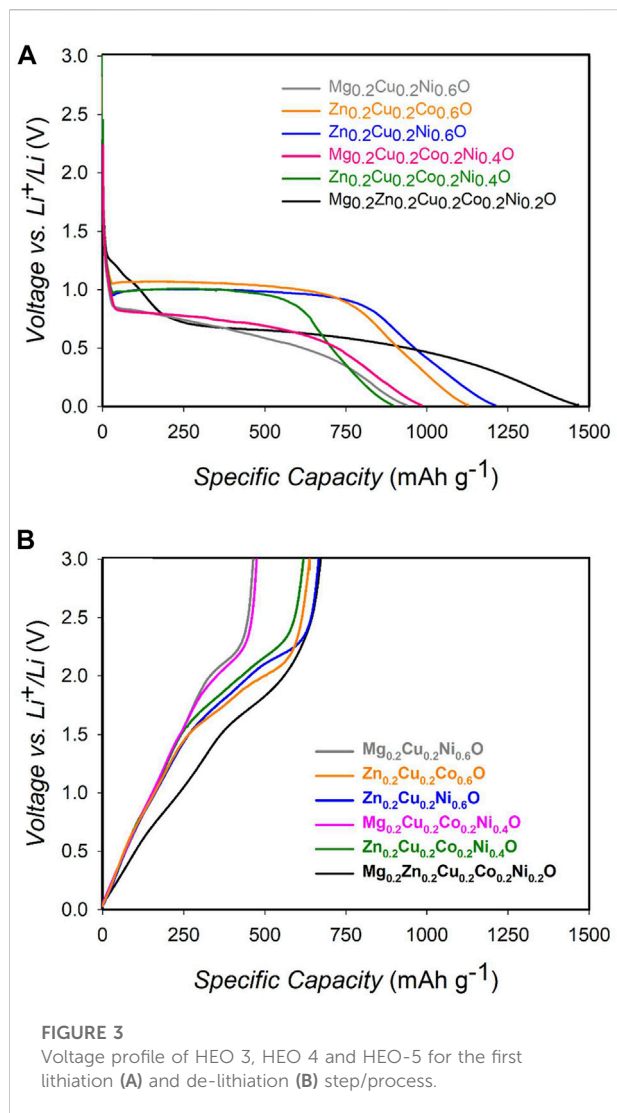 A
3.0
2.5
2.0
1.5
1.0
0.5
0.0
Voltage vs. Li⁺/Li (V)
Mg0.2Cu0.2Ni0.6O
Zn0.2Cu0.2Co0.6O
Zn0.2Cu0.2Ni0.6O
Mg0.2Cu0.2Co0.2Ni0.4O
Zn0.2Cu0.2Co0.2Ni0.4O
Mg0.2Zn0.2Cu0.2Co0.2Ni0.2O
0 250 500 750 1000 1250 1500
Specific Capacity (mAh g⁻¹)
B
3.0
2.5
2.0
1.5
1.0
0.5
0.0
Voltage vs. Li⁺/Li (V)
Mg₀.₂Cu₀.₂Ni₀.₆O
Zn₀.₂Cu₀.₂Co₀.₆O
Zn₀.₂Cu₀.₂Ni₀.₆O
Mg₀.₂Cu₀.₂Co₀.₂Ni₀.₄O
Zn₀.₂Cu₀.₂Co₀.₂Ni₀.₄O
Mg₀.₂Zn₀.₂Cu₀.₂Co₀.₂Ni₀.₂O
0 250 500 750 1000 1250 1500
Specific Capacity (mAh g⁻¹)
FIGURE 3
Voltage profile of HEO 3, HEO 4 and HEO-5 for the first
lithiation (A) and de-lithiation (B) step/process.